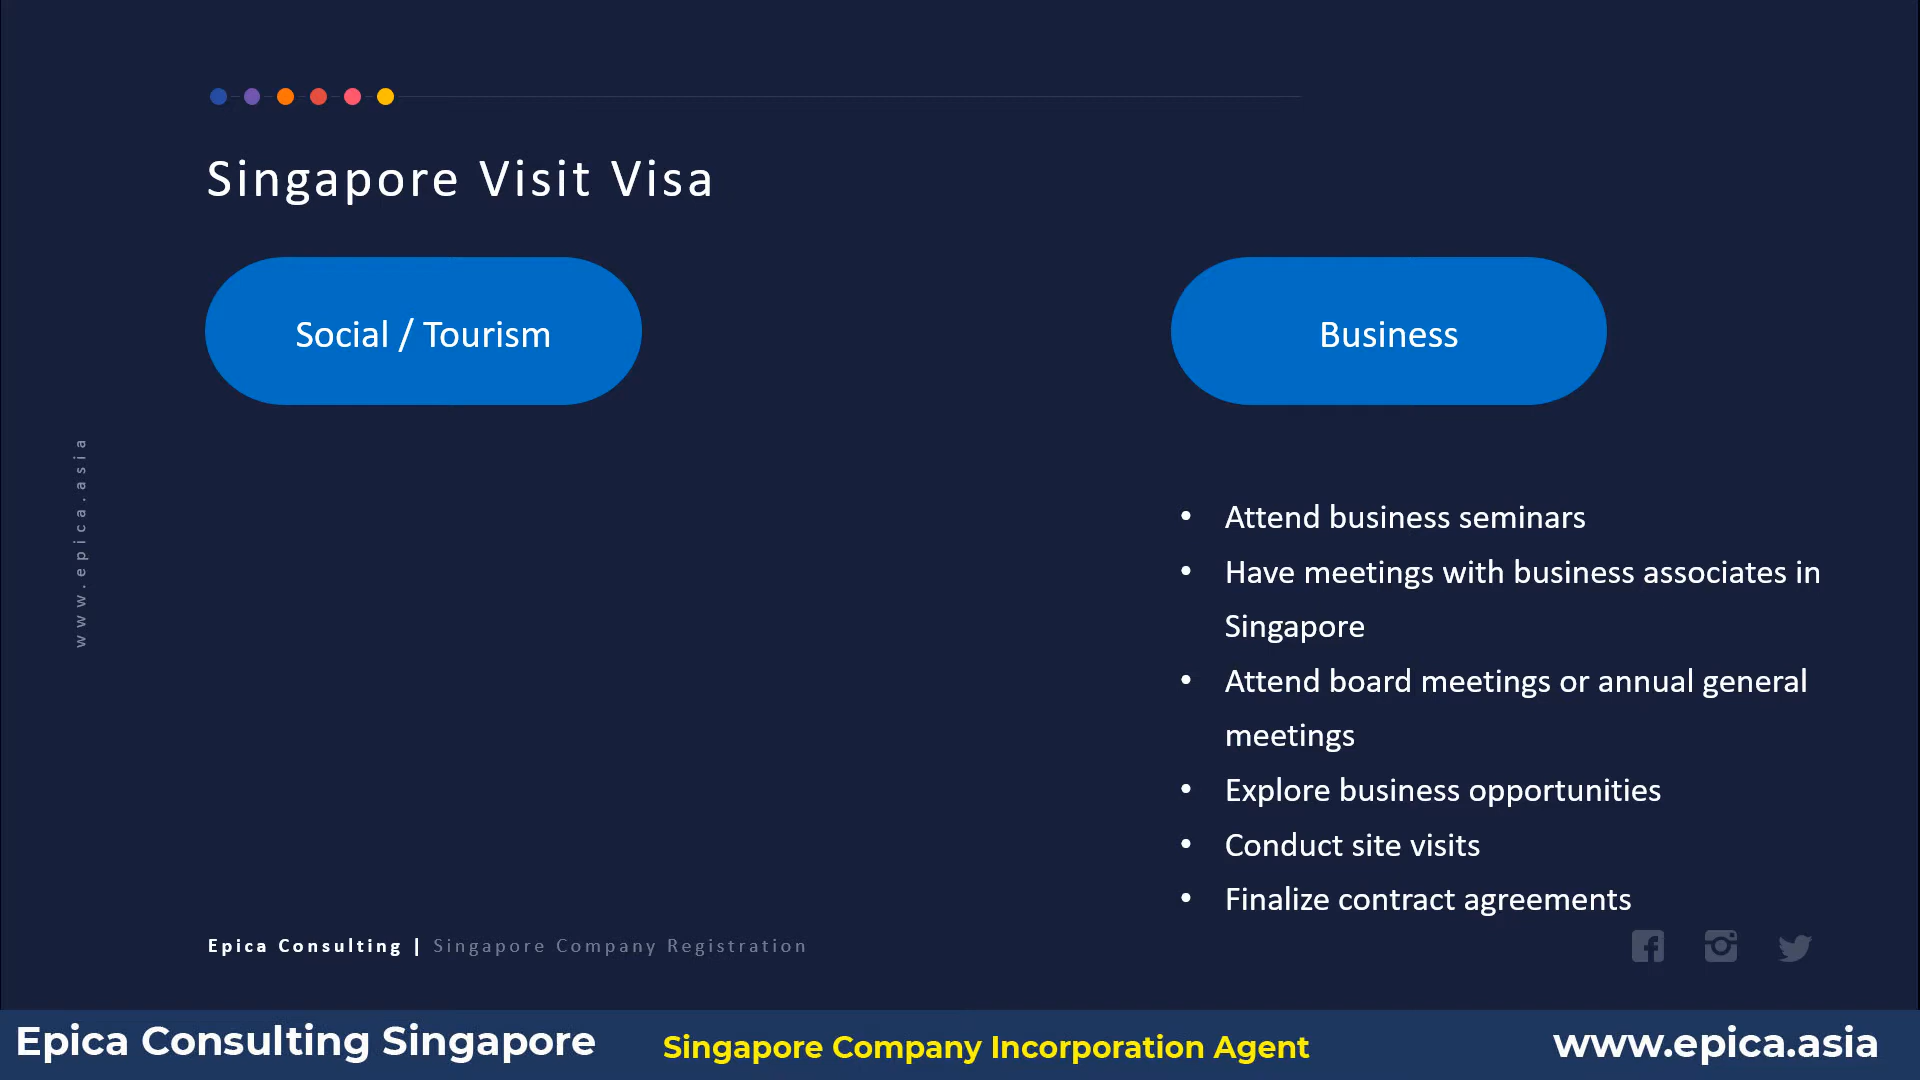 Singapore Visit Visa
Social / Tourism
Business
www.epica.asia
• Attend business seminars
• Have meetings with business associates in
Singapore
• Attend board meetings or annual general
meetings
• Explore business opportunities
• Conduct site visits
• Finalize contract agreements
Epica Consulting | Singapore Company Registration
Epica Consulting Singapore
Singapore Company Incorporation Agent
www.epica.asia